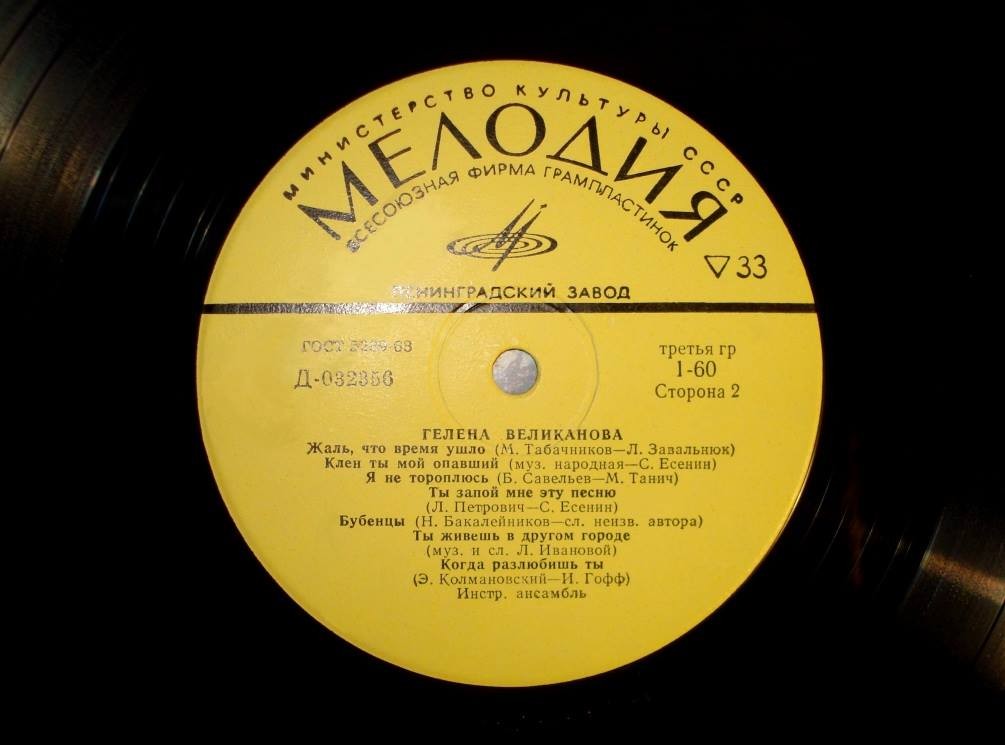 МИНИСТЕРСТВО КУЛЬТУРЫ СССР
МЕЛОДИЯ
ВСЕСОЮЗНАЯ ФИРМА ГРАМПЛАСТИНОК
▽33
ЛЕНИНГРАДСКИЙ ЗАВОД
ГОСТ 5289-68
Д-032356
третья гр
1-60
Сторона 2
ГЕЛЕНА ВЕЛИКАНОВА
Жаль, что время ушло (М. Табачников—Л. Завальнюк)
Клен ты мой опавший (муз. народная—С. Есенин)
Я не тороплюсь (Б. Савельев—М. Танич)
Ты запой мне эту песню
(Л. Петрович—С. Есенин)
Бубенцы (Н. Бакалейников—сл. неизв. автора)
Ты живешь в другом городе
(муз. и сл. Л. Ивановой)
Когда разлюбишь ты
(Э. Колмановский—И. Гофф)
Инстр. ансамбль